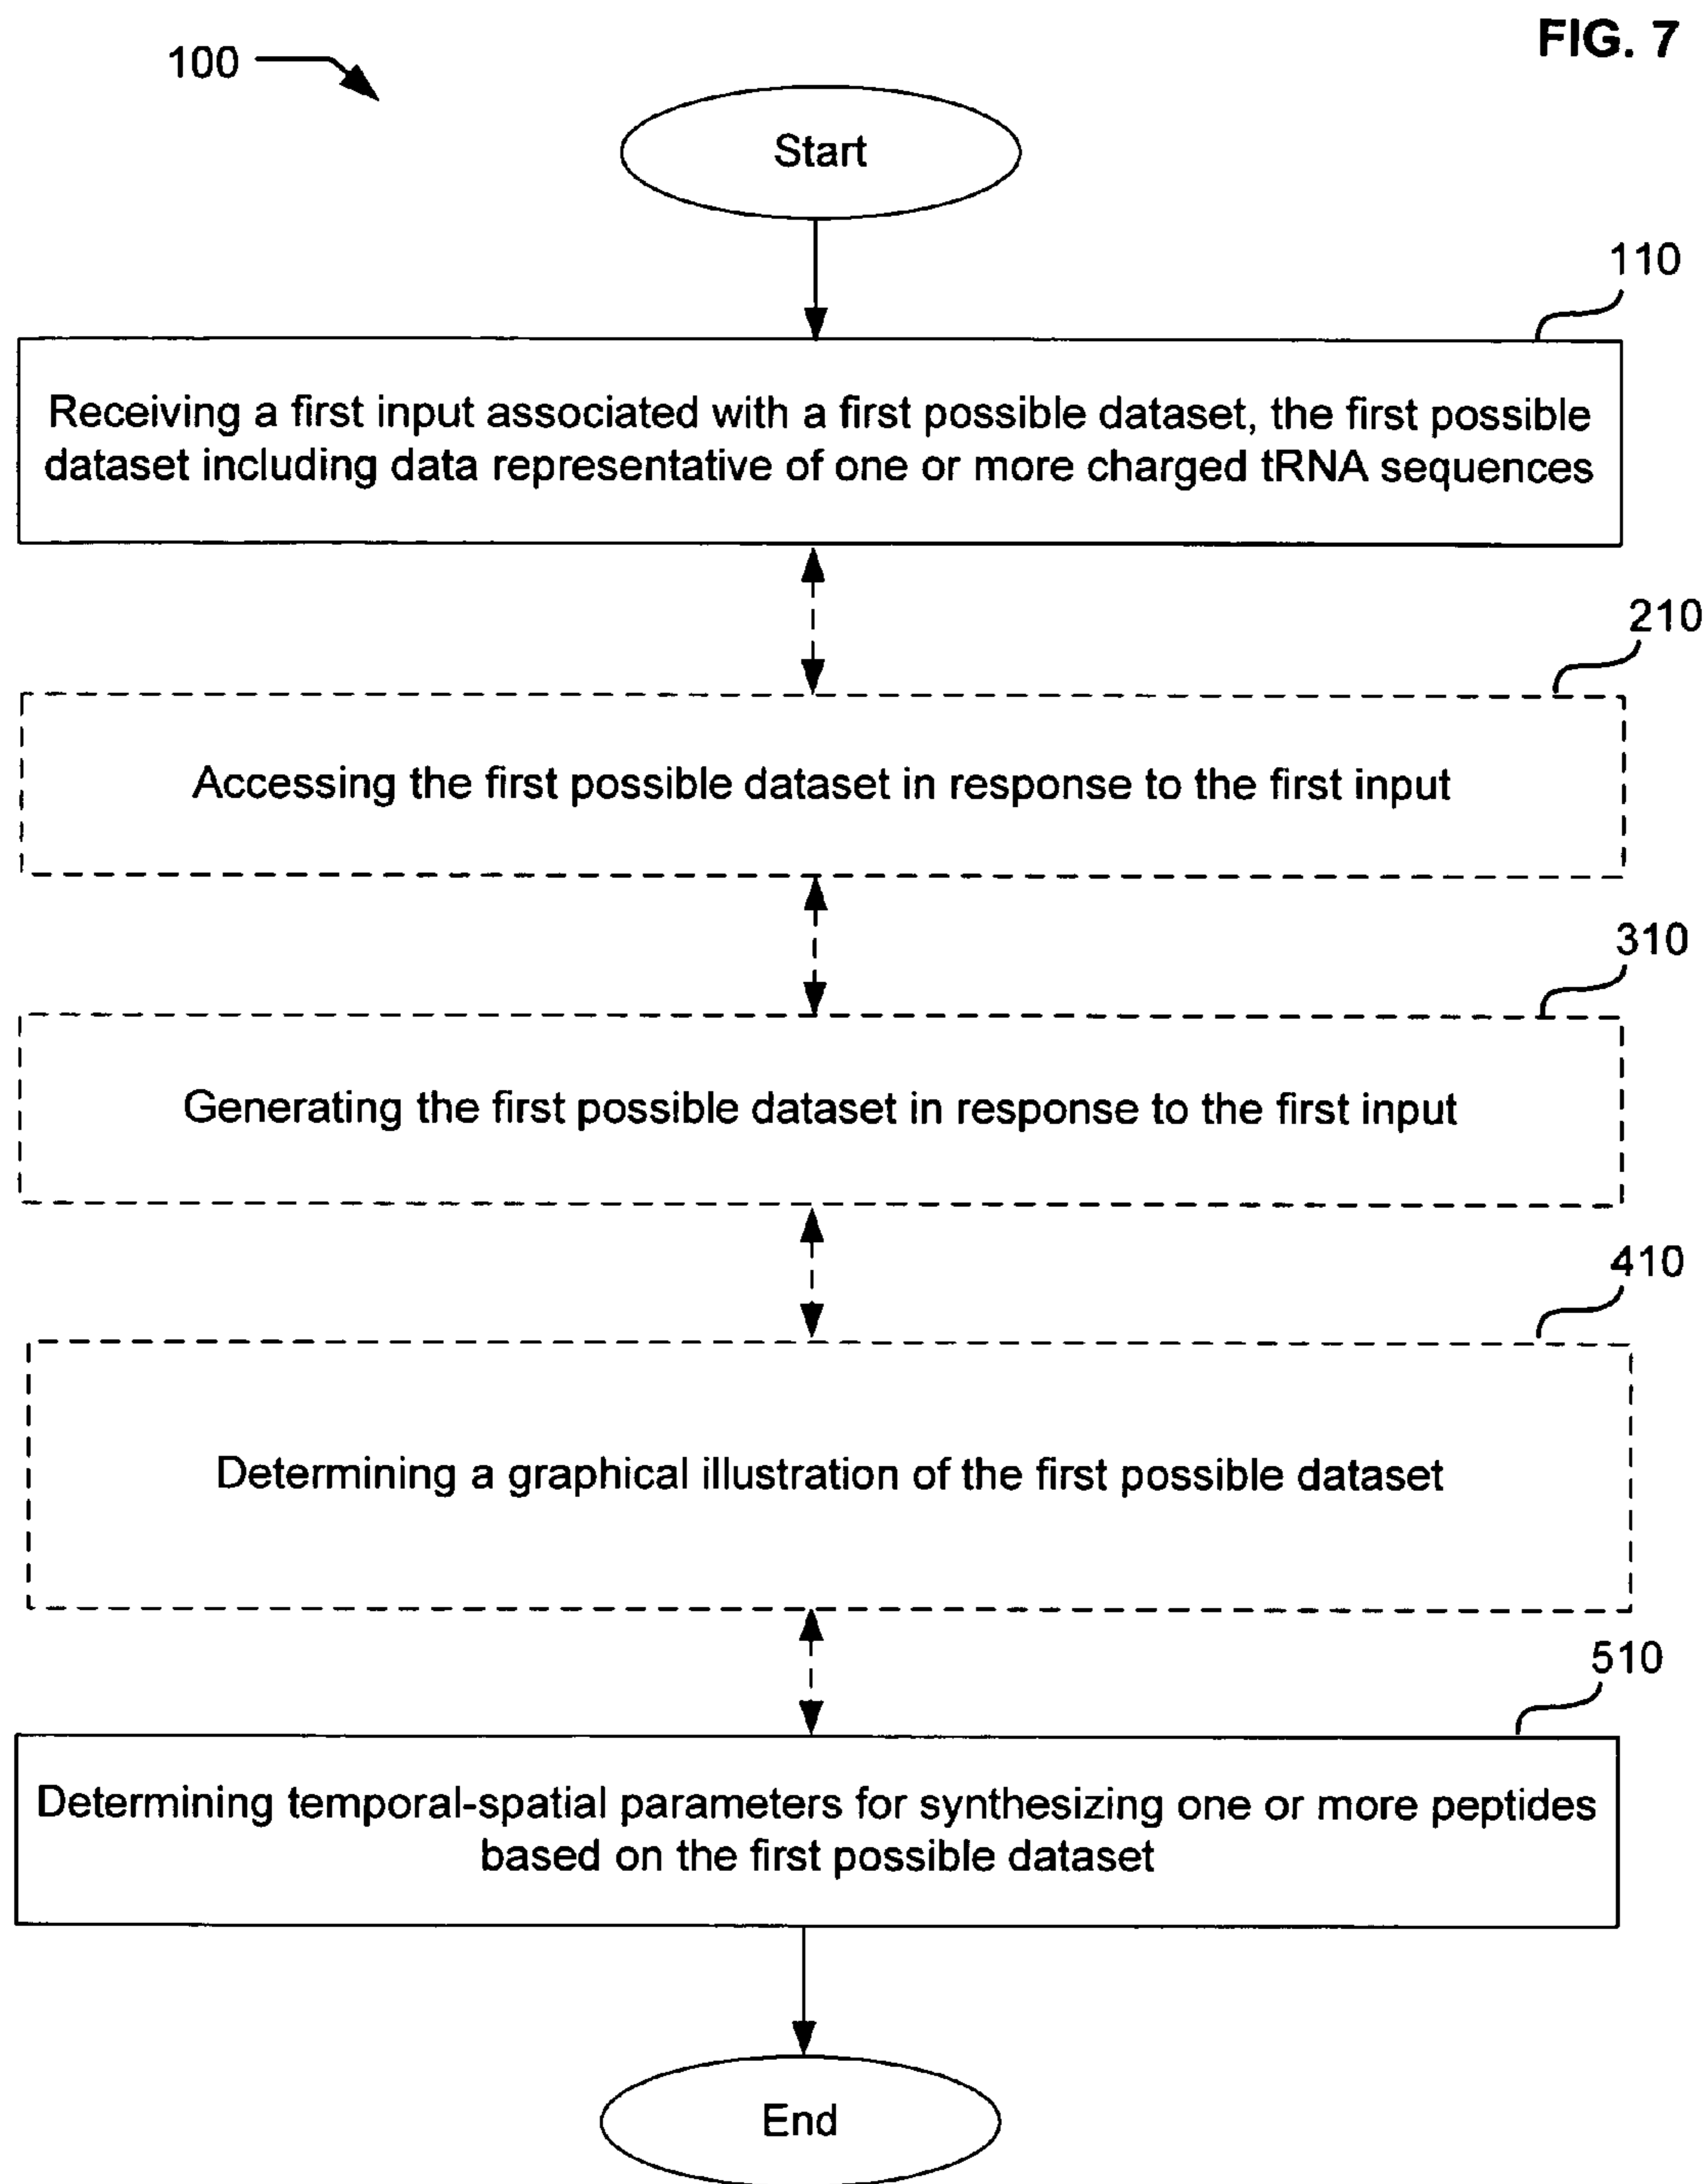 FIG. 7
100
Start
110
Receiving a first input associated with a first possible dataset, the first possible
dataset including data representative of one or more charged tRNA sequences
210
Accessing the first possible dataset in response to the first input
310
Generating the first possible dataset in response to the first input
410
Determining a graphical illustration of the first possible dataset
510
Determining temporal-spatial parameters for synthesizing one or more peptides
based on the first possible dataset
End